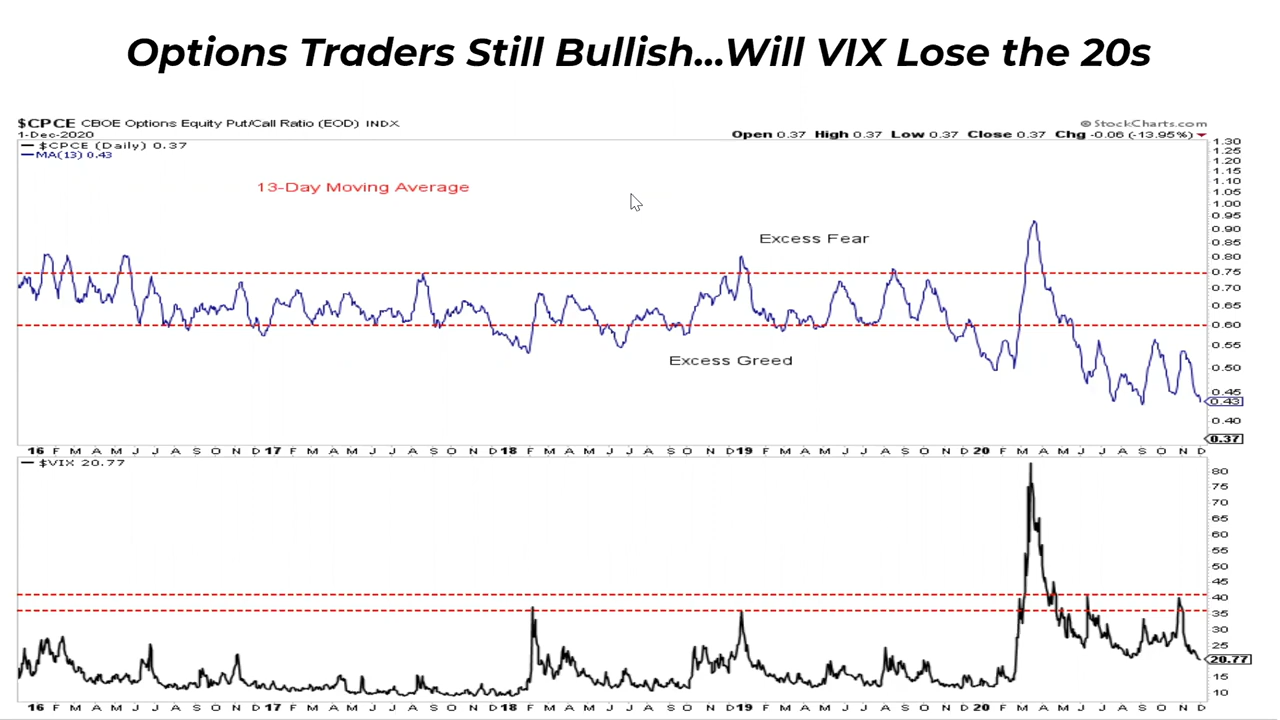 Options Traders Still Bullish...Will VIX Lose the 20s
$CPCE CBOE Options Equity Put/Call Ratio (EOD) INDX
© StockCharts.com
1-Dec-2020
Open 0.37 High 0.37 Low 0.37 Close 0.37 Chg -0.06 (-13.95%)
— $CPCE (Daily) 0.37
— MA(13) 0.43
13-Day Moving Average
Excess Fear
Excess Greed
1.30
1.25
1.20
1.15
1.10
1.05
1.00
0.95
0.90
0.85
0.80
0.75
0.70
0.65
0.60
0.55
0.50
0.45
0.43
0.40
0.37
16 F M A M J J A S O N D 17 F M A M J J A S O N D 18 F M A M J J A S O N D 19 F M A M J J A S O N D 20 F M A M J J A S O N D
— $VIX 20.77
80
75
70
65
60
55
50
45
40
35
30
25
20.77
15
10
16 F M A M J J A S O N D 17 F M A M J J A S O N D 18 F M A M J J A S O N D 19 F M A M J J A S O N D 20 F M A M J J A S O N D